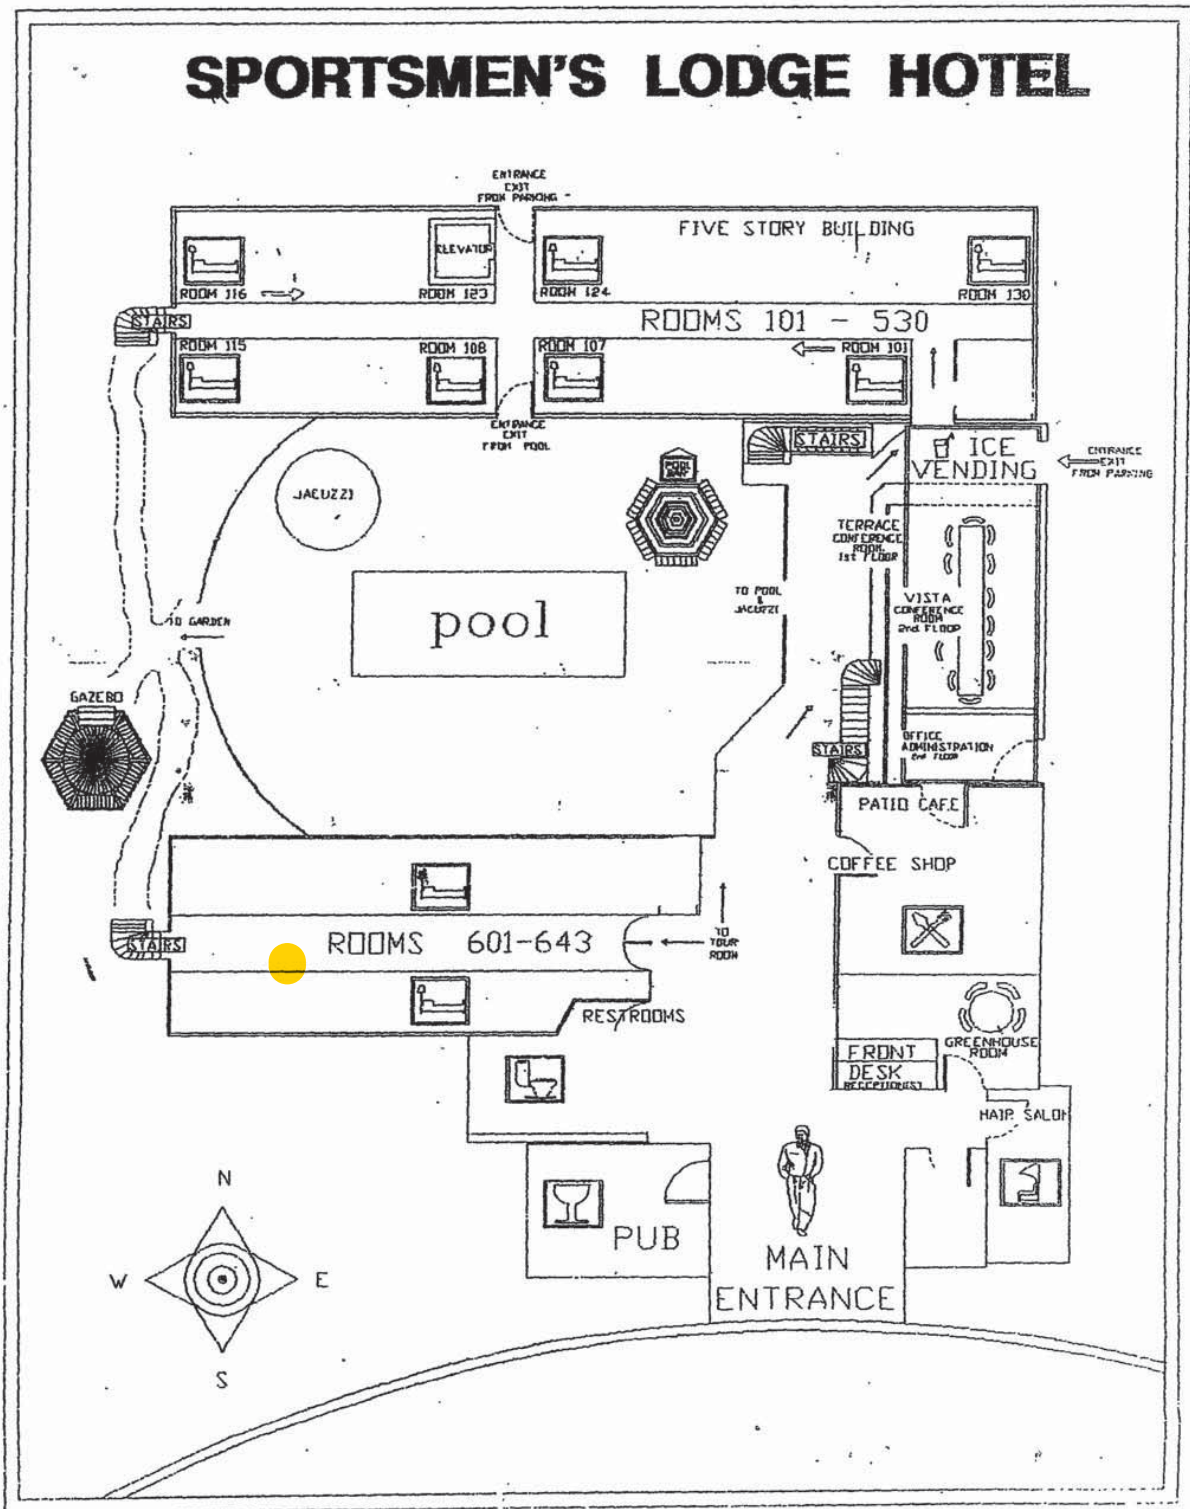 SPORTSMEN'S LODGE HOTEL
ENTRANCE
EXIT
FROM PARKING
FIVE STORY BUILDING
ELEVATOR
ROOM 116
ROOM 123
ROOM 124
ROOM 130
STAIRS
ROOMS 101 - 530
ROOM 115
ROOM 108
ROOM 107
ROOM 101
ENTRANCE
EXIT
FROM POOL
STAIRS
ICE
VENDING
ENTRANCE
EXIT
FROM PARKING
JACUZZI
POOL
TERRACE
CONFERENCE
ROOM
1st FLOOR
TO POOL
&
JACUZZI
VISTA
CONFERENCE
ROOM
2nd FLOOR
pool
TO GARDEN
GAZEBO
STAIRS
OFFICE
ADMINISTRATION
2nd FLOOR
PATIO CAFE
COFFEE SHOP
STAIRS
ROOMS 601-643
TO
TOUR
ROOM
RESTROOMS
GREENHOUSE
ROOM
FRONT
DESK
HAIR SALON
PUB
MAIN
ENTRANCE
N
W
E
S